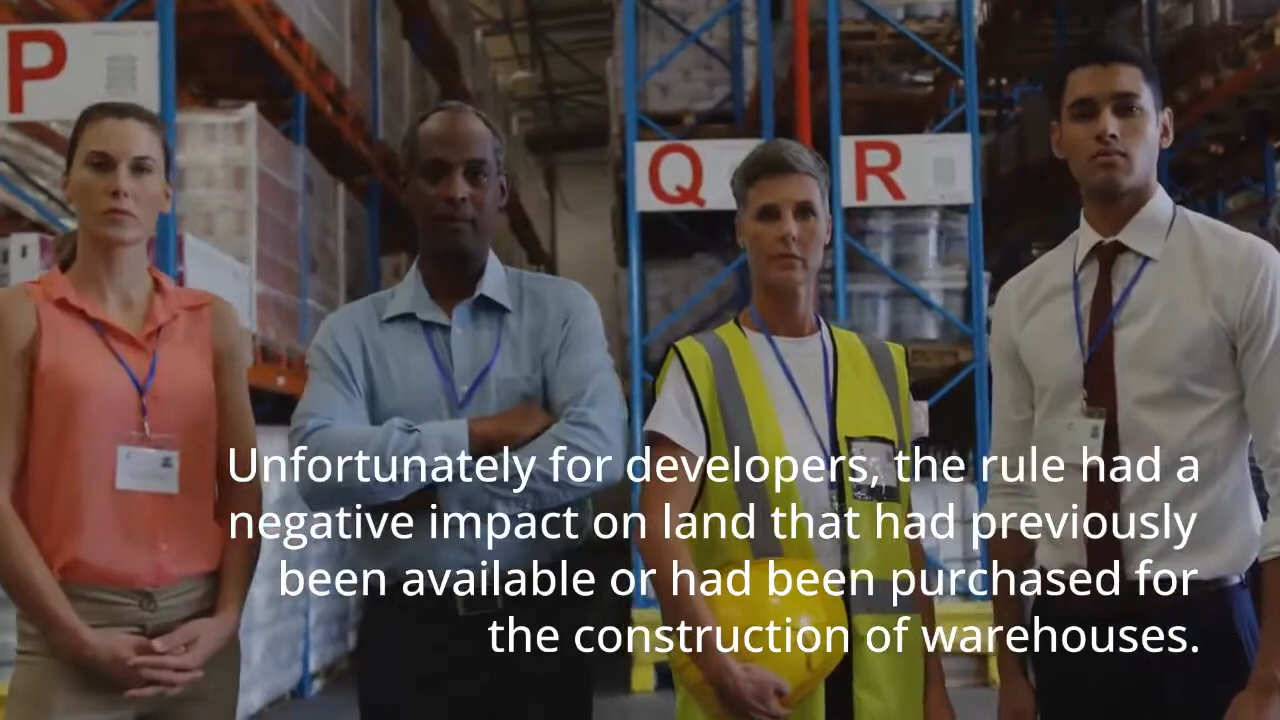 P
Q
R
Unfortunately for developers, the rule had a
negative impact on land that had previously
been available or had been purchased for
the construction of warehouses.